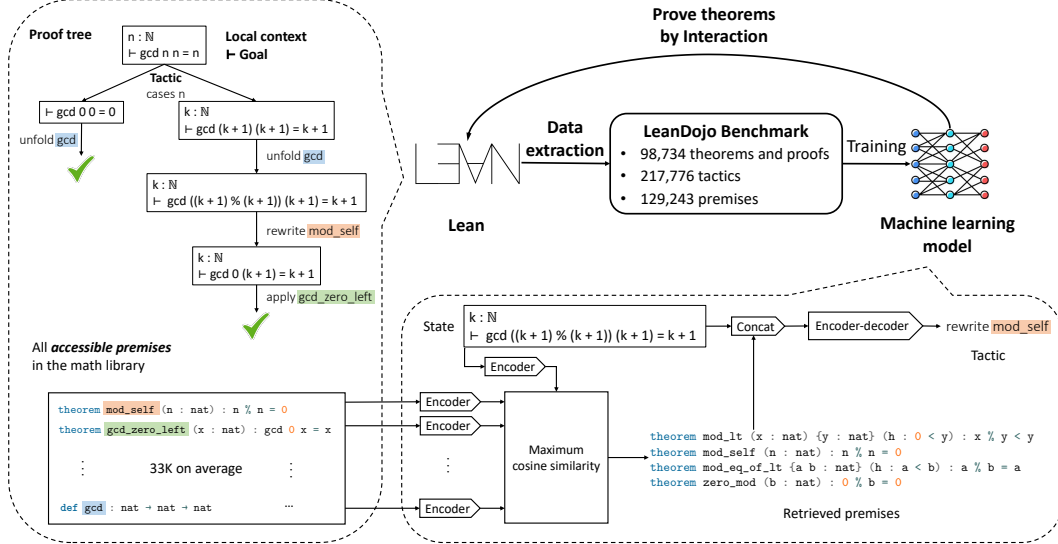 Proof tree
n : ℕ
⊢ gcd n n = n
Local context
⊢ Goal
Tactic
cases n
⊢ gcd 0 0 = 0
k : ℕ
⊢ gcd (k + 1) (k + 1) = k + 1
unfold gcd
unfold gcd
k : ℕ
⊢ gcd ((k + 1) % (k + 1)) (k + 1) = k + 1
rewrite mod_self
k : ℕ
⊢ gcd 0 (k + 1) = k + 1
apply gcd_zero_left
All accessible premises
in the math library
theorem mod_self (n : nat) : n % n = 0
theorem gcd_zero_left (x : nat) : gcd 0 x = x
⋮ 33K on average ⋮
def gcd : nat → nat → nat ...
Prove theorems
by Interaction
LEAN
Lean
Data
extraction
LeanDojo Benchmark
• 98,734 theorems and proofs
• 217,776 tactics
• 129,243 premises
Training
Machine learning
model
State
k : ℕ
⊢ gcd ((k + 1) % (k + 1)) (k + 1) = k + 1
Concat
Encoder-decoder
rewrite mod_self
Tactic
Encoder
Encoder
Encoder
⋮
Encoder
Maximum
cosine similarity
theorem mod_lt (x : nat) {y : nat} (h : 0 < y) : x % y < y
theorem mod_self (n : nat) : n % n = 0
theorem mod_eq_of_lt {a b : nat} (h : a < b) : a % b = a
theorem zero_mod (b : nat) : 0 % b = 0
Retrieved premises